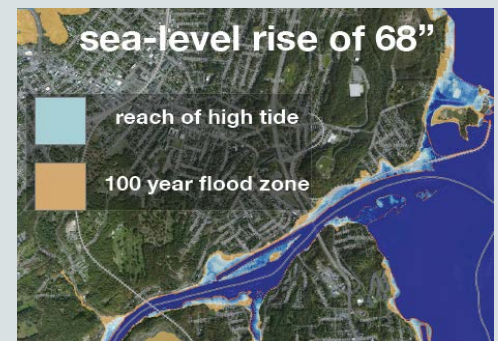 sea-level rise of 68”
reach of high tide
100 year flood zone